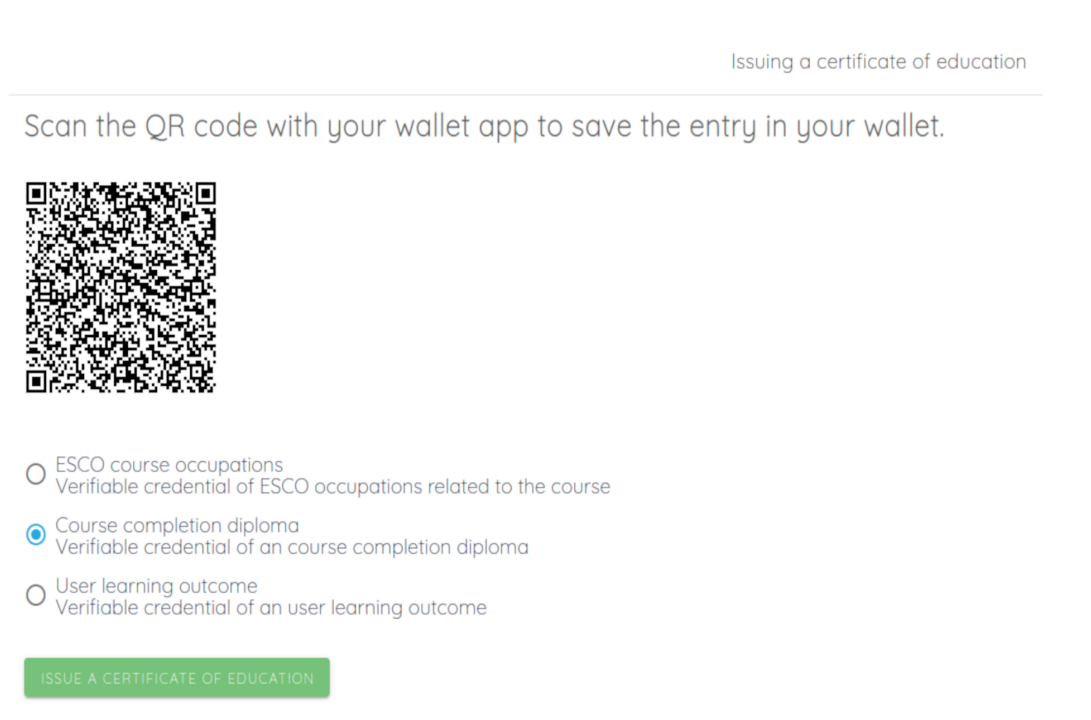 Issuing a certificate of education
Scan the QR code with your wallet app to save the entry in your wallet.
ESCO course occupations
Verifiable credential of ESCO occupations related to the course
Course completion diploma
Verifiable credential of an course completion diploma
User learning outcome
Verifiable credential of an user learning outcome
ISSUE A CERTIFICATE OF EDUCATION